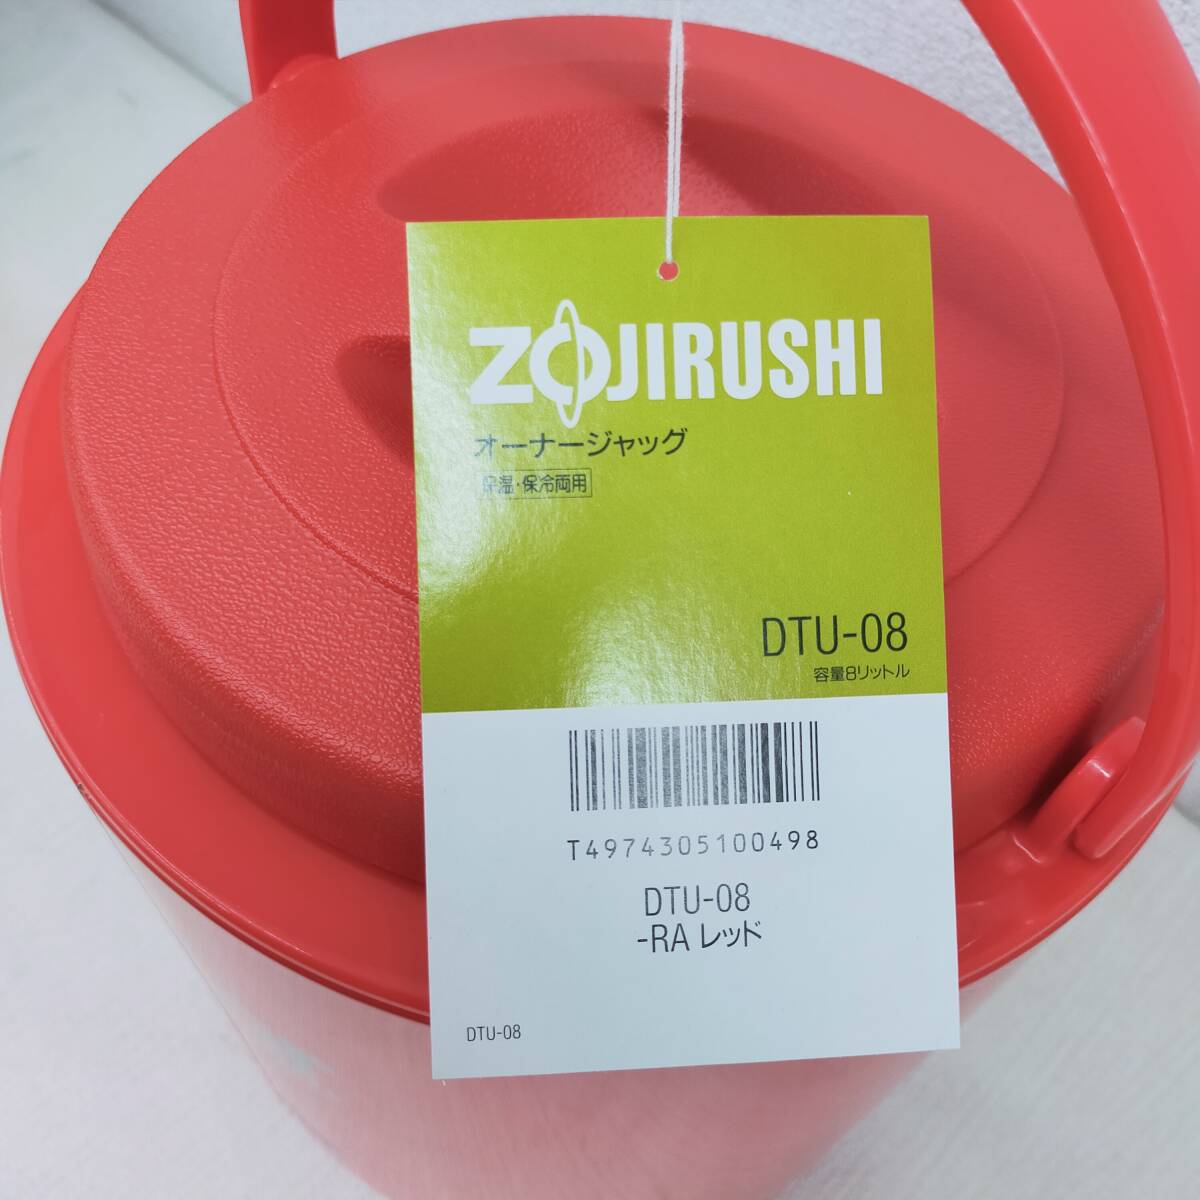 ZOJIRUSHI
オーナージャッグ
保温・保冷両用
DTU-08
容量8リットル
T4974305100498
DTU-08
-RA レッド
DTU-08